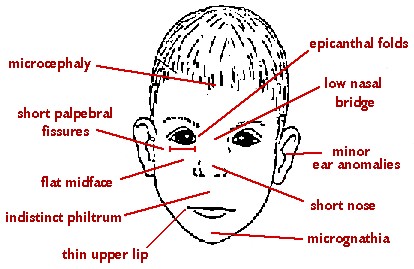 epicanthal folds
microcephaly
low nasal
bridge
short palpebral
fissures
minor
ear anomalies
flat midface
short nose
indistinct philtrum
micrognathia
thin upper lip